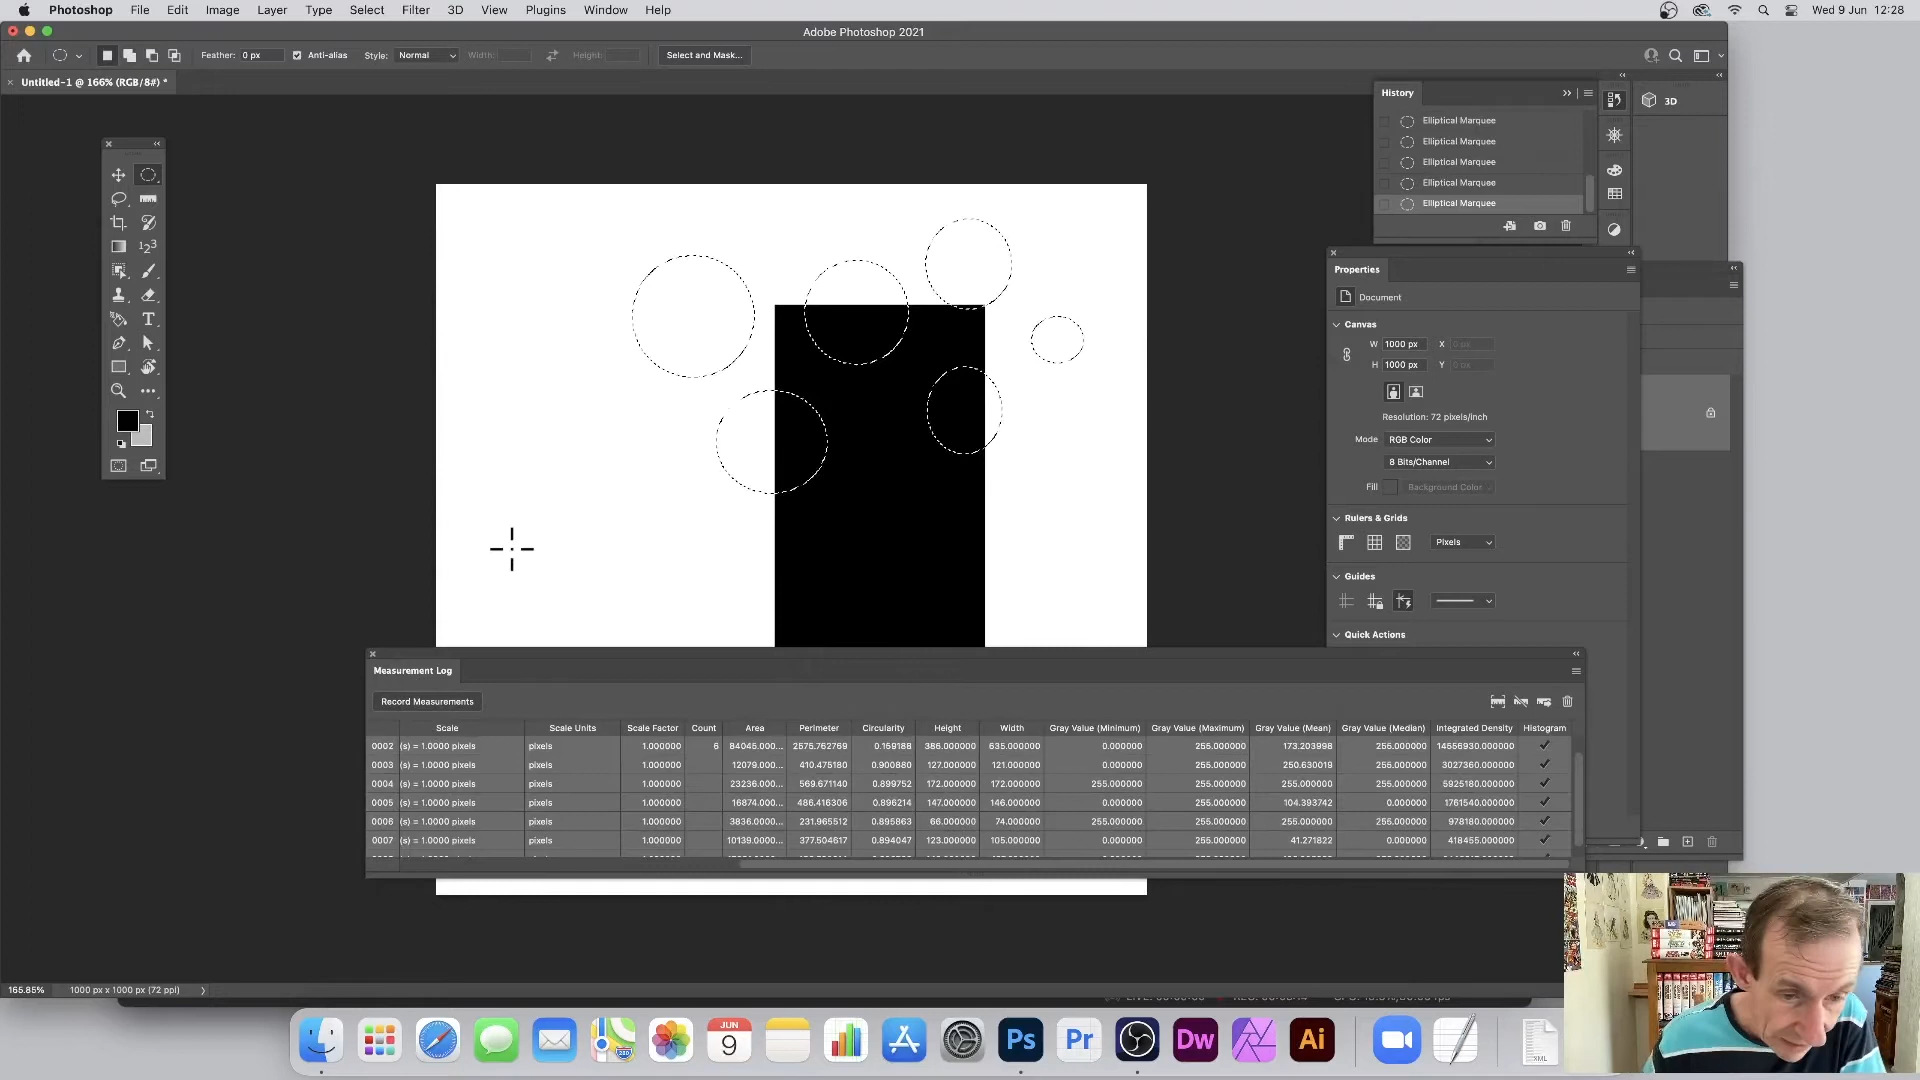 Photoshop File Edit Image Layer Type Select Filter 3D View Plugins Window Help Wed 9 Jun 12:28
Adobe Photoshop 2021
Feather: 0 px Anti-alias Style: Normal Width: Height: Select and Mask...
Untitled-1 @ 166% (RGB/8#) *
History
3D
Elliptical Marquee
Elliptical Marquee
Elliptical Marquee
Elliptical Marquee
Elliptical Marquee
Properties
Document
Canvas
W 1000 px X 0 px
H 1000 px Y 0 px
Resolution: 72 pixels/inch
Mode RGB Color
8 Bits/Channel
Fill Background Color
Rulers & Grids
Pixels
Guides
Quick Actions
Measurement Log
Record Measurements
Scale Scale Units Scale Factor Count Area Perimeter Circularity Height Width Gray Value (Minimum) Gray Value (Maximum) Gray Value (Mean) Gray Value (Median) Integrated Density Histogram
0002 (s) = 1.0000 pixels pixels 1.000000 6 84045.000... 2575.762769 0.159188 386.000000 635.000000 0.000000 255.000000 173.203998 255.000000 14556930.000000
0003 (s) = 1.0000 pixels pixels 1.000000 12079.000... 410.475180 0.900880 127.000000 121.000000 0.000000 255.000000 250.630019 255.000000 3027360.000000
0004 (s) = 1.0000 pixels pixels 1.000000 23236.000... 569.671140 0.899752 172.000000 172.000000 255.000000 255.000000 255.000000 255.000000 5925180.000000
0005 (s) = 1.0000 pixels pixels 1.000000 16874.000... 486.416306 0.896214 147.000000 146.000000 0.000000 255.000000 104.393742 0.000000 1761540.000000
0006 (s) = 1.0000 pixels pixels 1.000000 3836.0000... 231.965512 0.895863 66.000000 74.000000 255.000000 255.000000 255.000000 255.000000 978180.000000
0007 (s) = 1.0000 pixels pixels 1.000000 10139.000... 377.504617 0.894047 123.000000 105.000000 0.000000 255.000000 41.271822 0.000000 418455.000000
165.85% 1000 px x 1000 px (72 ppi)
JUN
9
280
Ps
Pr
Dw
Ai
XML